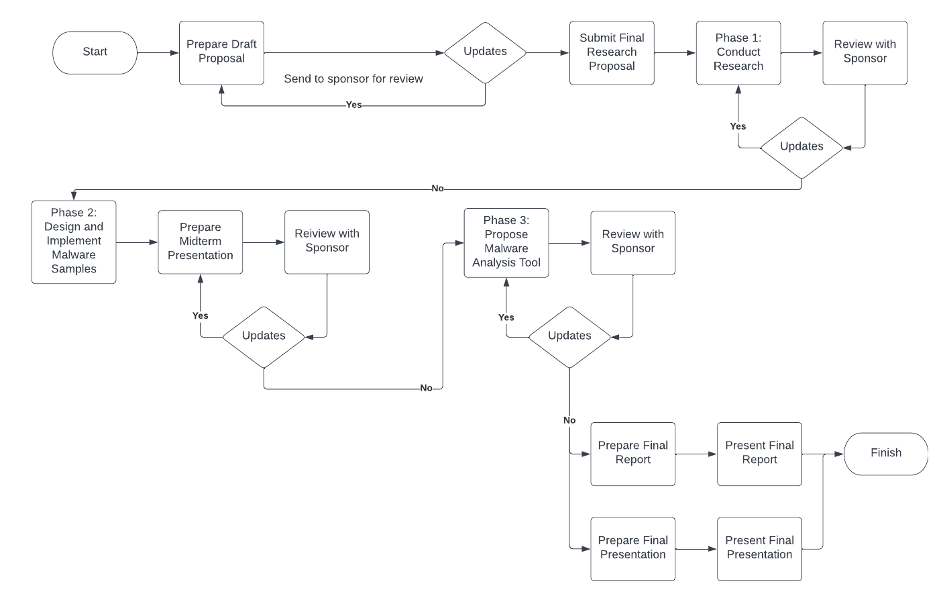 Start
Prepare Draft
Proposal
Updates
Submit Final
Research
Proposal
Phase 1:
Conduct
Research
Review with
Sponsor
Send to sponsor for review
Yes
Yes
Updates
No
Phase 2:
Design and
Implement
Malware
Samples
Prepare
Midterm
Presentation
Reiview with
Sponsor
Phase 3:
Propose
Malware
Analysis Tool
Review with
Sponsor
Yes
Updates
Yes
Updates
No
No
Prepare Final
Report
Present Final
Report
Finish
Prepare Final
Presentation
Present Final
Presentation